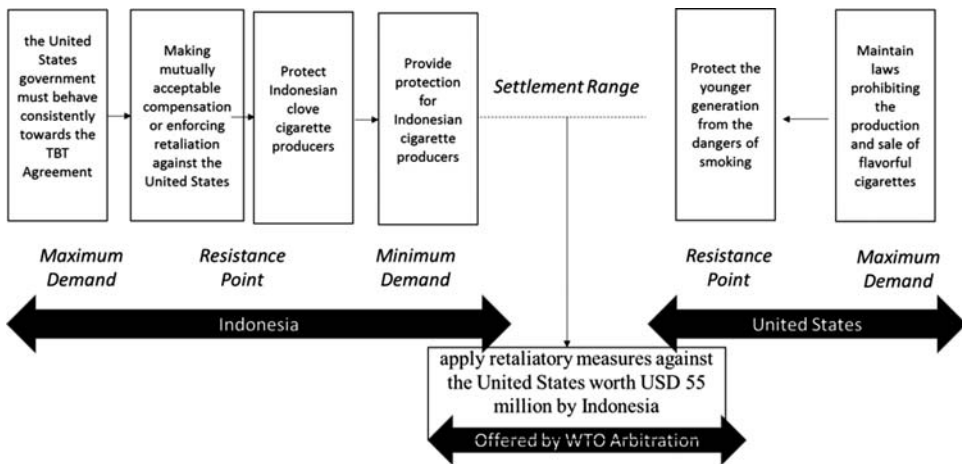 the United
States
government
must behave
consistently
towards the
TBT
Agreement
Making
mutually
acceptable
compensation
or enforcing
retaliation
against the
United States
Protect
Indonesian
clove
cigarette
producers
Provide
protection
for
Indonesian
cigarette
producers
Settlement Range
Protect the
younger
generation
from the
dangers of
smoking
Maintain
laws
prohibiting
the
production
and sale of
flavorful
cigarettes
Maximum
Demand
Resistance
Point
Minimum
Demand
Resistance
Point
Maximum
Demand
Indonesia
United States
apply retaliatory measures against
the United States worth USD 55
million by Indonesia
Offered by WTO Arbitration